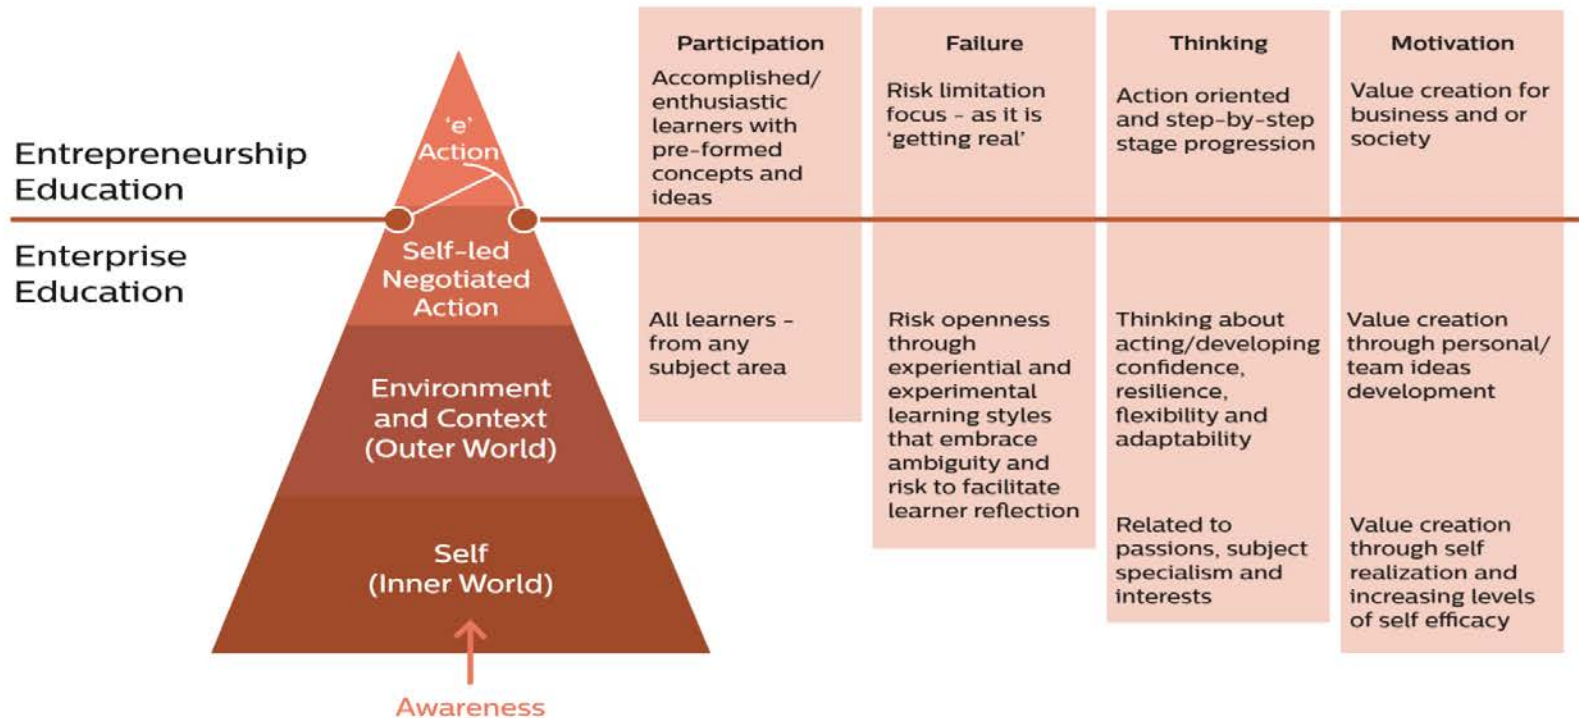 Entrepreneurship
Education
Enterprise
Education
'e'
Action
Self-led
Negotiated
Action
Environment
and Context
(Outer World)
Self
(Inner World)
Awareness
Participation
Accomplished/
enthusiastic
learners with
pre-formed
concepts and
ideas
All learners -
from any
subject area
Failure
Risk limitation
focus - as it is
'getting real'
Risk openness
through
experiential and
experimental
learning styles
that embrace
ambiguity and
risk to facilitate
learner reflection
Thinking
Action oriented
and step-by-step
stage progression
Thinking about
acting/developing
confidence,
resilience,
flexibility and
adaptability
Related to
passions, subject
specialism and
interests
Motivation
Value creation for
business and or
society
Value creation
through personal/
team ideas
development
Value creation
through self
realization and
increasing levels
of self efficacy